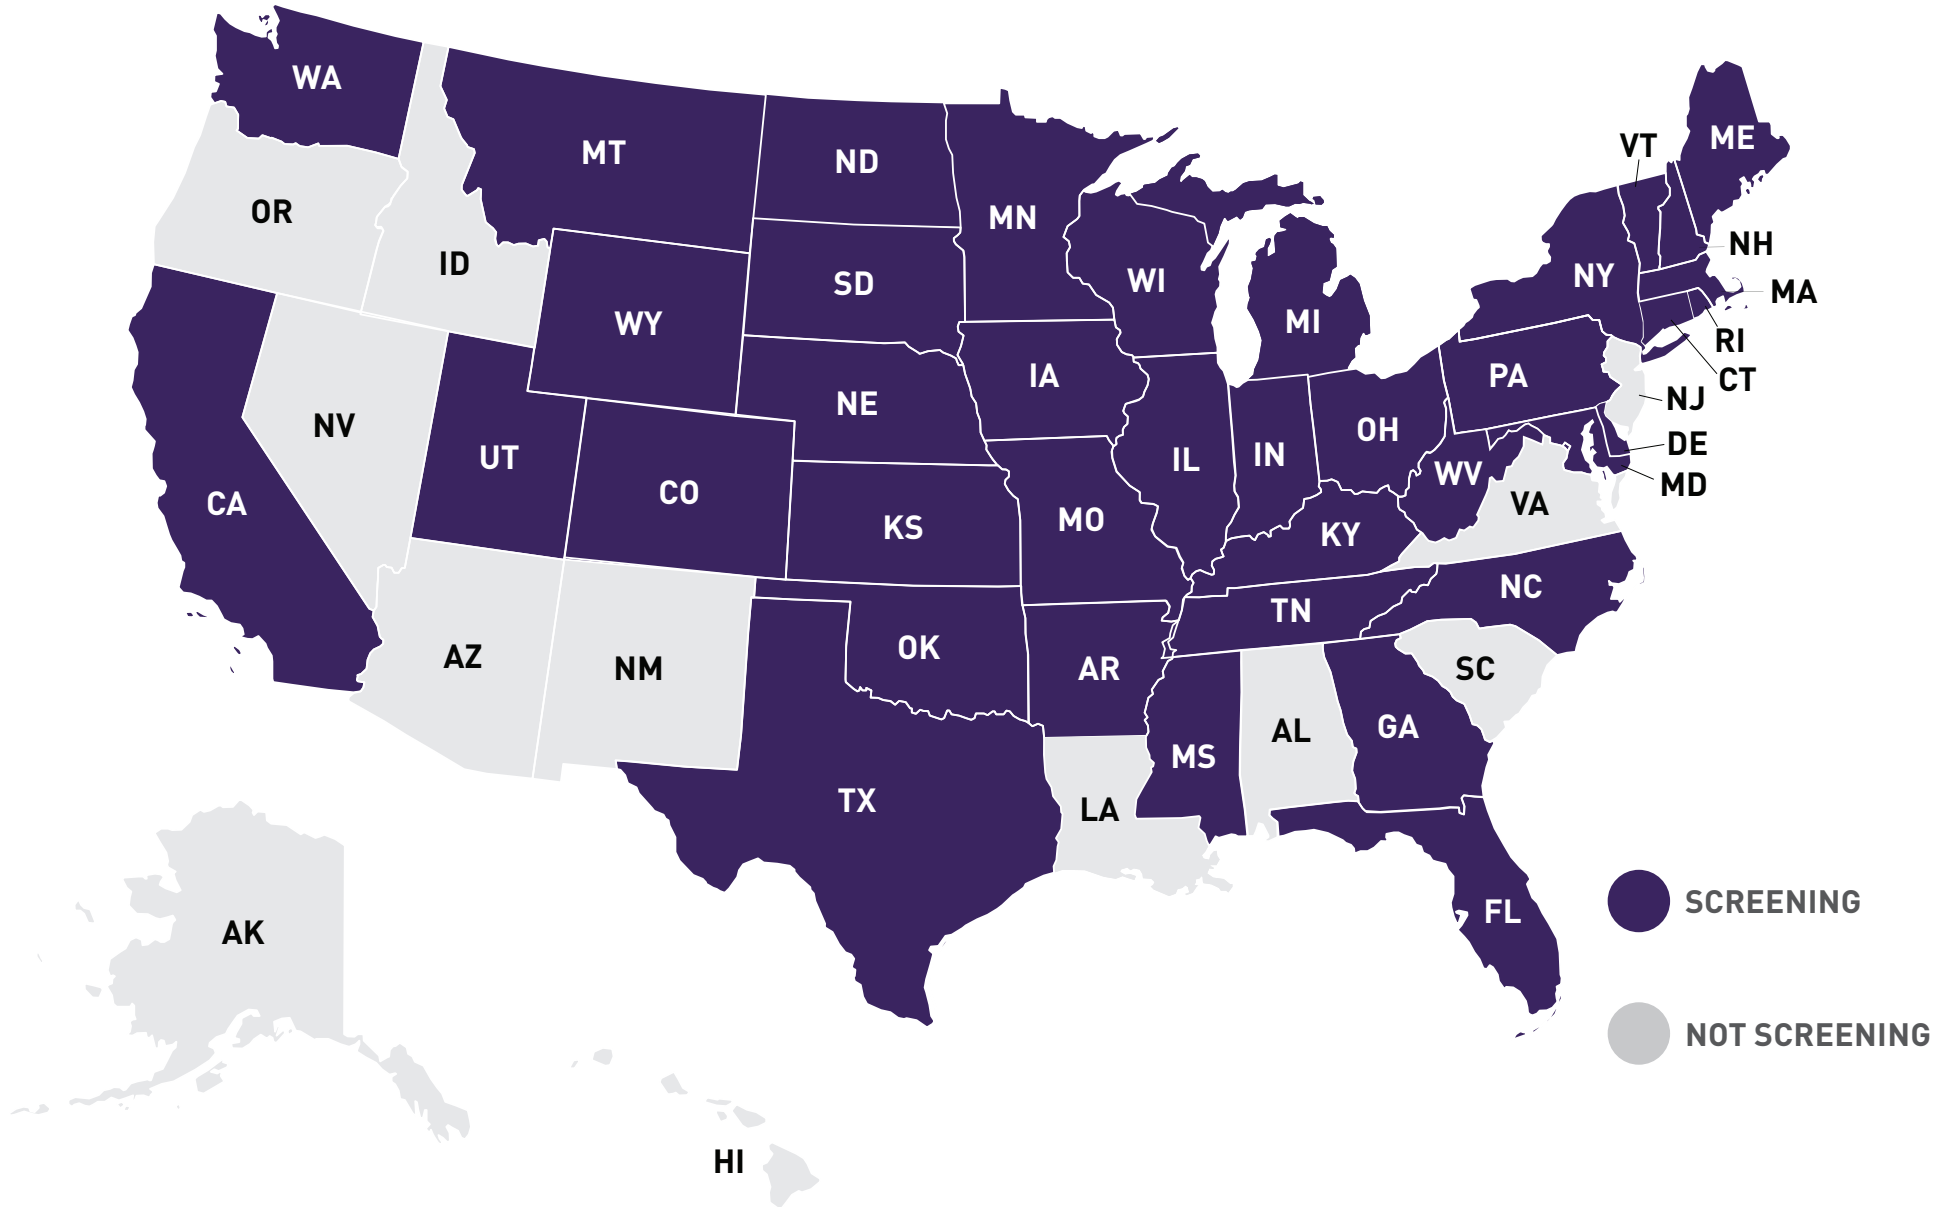 WA
MT
ND
MN
ME
VT
OR
ID
SD
WI
NH
NY
MA
WY
MI
RI
IA
PA
CT
NE
NJ
NV
OH
DE
UT
IL
IN
WV
MD
CO
CA
VA
MO
KS
KY
NC
TN
OK
AZ
NM
AR
SC
GA
AL
MS
TX
LA
SCREENING
FL
AK
NOT SCREENING
HI